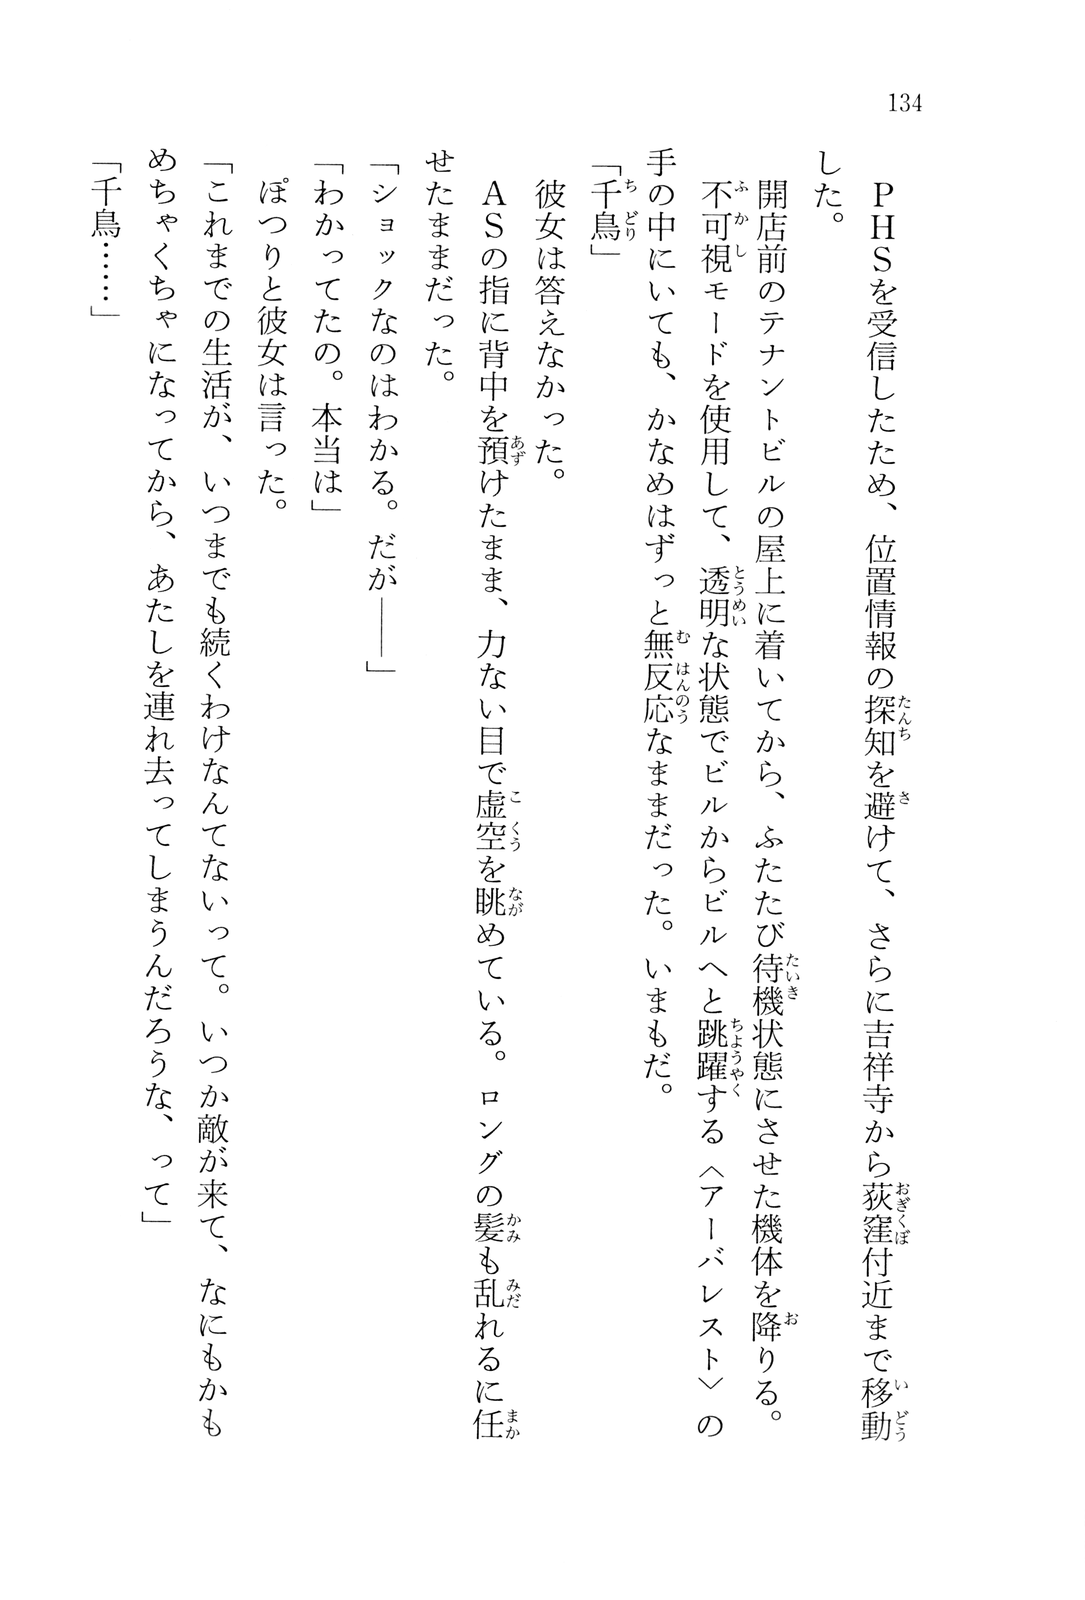 134
　ＰＨＳを受信したため、位置情報の探知を避けて、さらに吉祥寺から荻窪付近まで移動
した。
　開店前のテナントビルの屋上に着いてから、ふたたび待機状態にさせた機体を降りる。
　不可視モードを使用して、透明な状態でビルからビルへと跳躍する〈アーバレスト〉の
手の中にいても、かなめはずっと無反応なままだった。いまもだ。
「千鳥」
　彼女は答えなかった。
　ＡＳの指に背中を預けたまま、力ない目で虚空を眺めている。ロングの髪も乱れるに任
せたままだった。
「ショックなのはわかる。だが――」
「わかってたの。本当は」
　ぽつりと彼女は言った。
「これまでの生活が、いつまでも続くわけなんてないって。いつか敵が来て、なにもかも
めちゃくちゃになってから、あたしを連れ去ってしまうんだろうな、って」
「千鳥……」